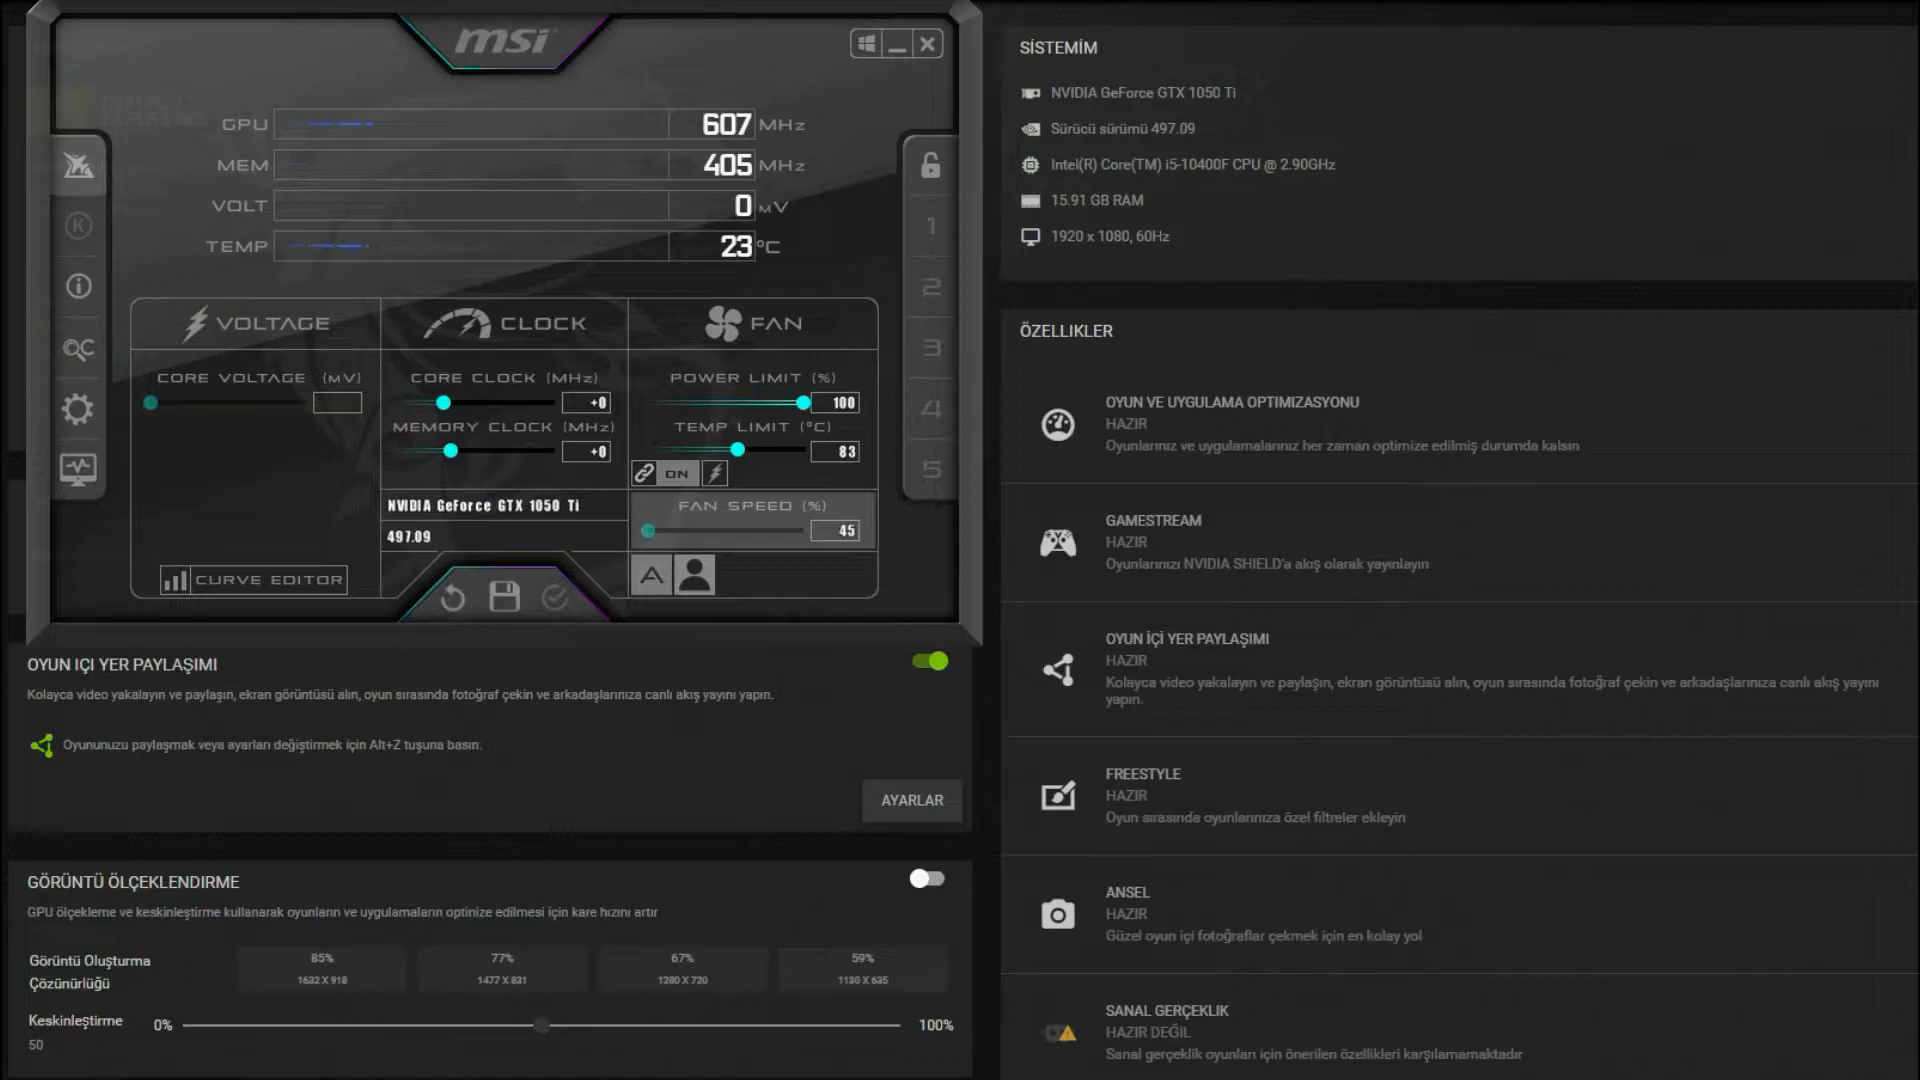 msi
GPU 607 MHz
MEM 405 MHz
VOLT 0 mV
TEMP 23 °C
K
OC
1
2
3
4
5
VOLTAGE
CLOCK
FAN
CORE VOLTAGE (MV)
CORE CLOCK (MHz)
+0
MEMORY CLOCK (MHz)
+0
POWER LIMIT (%)
100
TEMP LIMIT (°C)
83
ON
NVIDIA GeForce GTX 1050 Ti
497.09
FAN SPEED (%)
45
A
CURVE EDITOR
OYUN IÇI YER PAYLAŞIMI
Kolayca video yakalayın ve paylaşın, ekran görüntüsü alın, oyun sırasında fotoğraf çekin ve arkadaşlarınıza canlı akış yayını yapın.
Oyununuzu paylaşmak veya ayarları değiştirmek için Alt+Z tuşuna basın.
AYARLAR
GÖRÜNTÜ ÖLÇEKLENDIRME
GPU ölçekleme ve keskinleştirme kullanarak oyunların ve uygulamaların optinize edilmesi için kare hızını artır
Görüntü Oluşturma
Çözünürlüğü
85%
1632 X 918
77%
1477 X 831
67%
1280 X 720
59%
1130 X 635
Keskinleştirme
50
0%
100%
SİSTEMİM
NVIDIA GeForce GTX 1050 Ti
Sürücü sürümü 497.09
Intel(R) Core(TM) i5-10400F CPU @ 2.90GHz
15.91 GB RAM
1920 x 1080, 60Hz
ÖZELLIKLER
OYUN VE UYGULAMA OPTIMIZASYONU
HAZIR
Oyunlarınız ve uygulamalarınız her zaman optimize edilmiş durumda kalsın
GAMESTREAM
HAZIR
Oyunlarınızı NVIDIA SHIELD'a akış olarak yayınlayın
OYUN İÇİ YER PAYLAŞIMI
HAZIR
Kolayca video yakalayın ve paylaşın, ekran görüntüsü alın, oyun sırasında fotoğraf çekin ve arkadaşlarınıza canlı akış yayını
yapın.
FREESTYLE
HAZIR
Oyun sırasında oyunlarınıza özel filtreler ekleyin
ANSEL
HAZIR
Güzel oyun içi fotoğraflar çekmek için en kolay yol
SANAL GERÇEKLIK
HAZIR DEĞIL
Sanal gerçeklik oyunları için önerilen özellikleri karşılamamaktadır